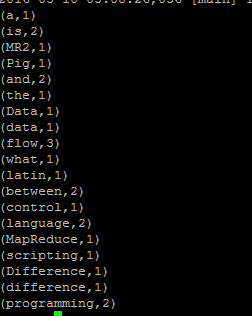 (a,1)
(is,2)
(MR2,1)
(Pig,1)
(and,2)
(the,1)
(Data,1)
(data,1)
(flow,3)
(what,1)
(latin,1)
(between,2)
(control,1)
(language,2)
(MapReduce,1)
(scripting,1)
(Difference,1)
(difference,1)
(programming,2)